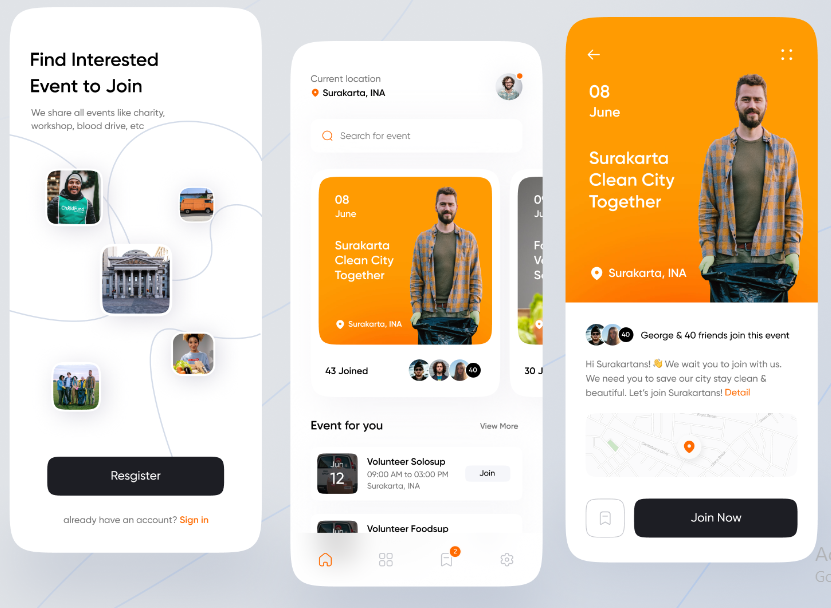 Find Interested
Event to Join
We share all events like charity,
workshop, blood drive, etc
Resgister
already have an account? Sign in
Current location
Surakarta, INA
Search for event
08
June
Surakarta
Clean City
Together
Surakarta, INA
43 Joined
40
30 J
Event for you
View More
Jun
12
Volunteer Solosup
09:00 AM to 03:00 PM
Surakarta, INA
Join
Jun
Volunteer Foodsup
2
08
June
Surakarta
Clean City
Together
Surakarta, INA
40
George & 40 friends join this event
Hi Surakartans! 👋 We wait you to join with us.
We need you to save our city stay clean &
beautiful. Let's join Surakartans! Detail
Join Now